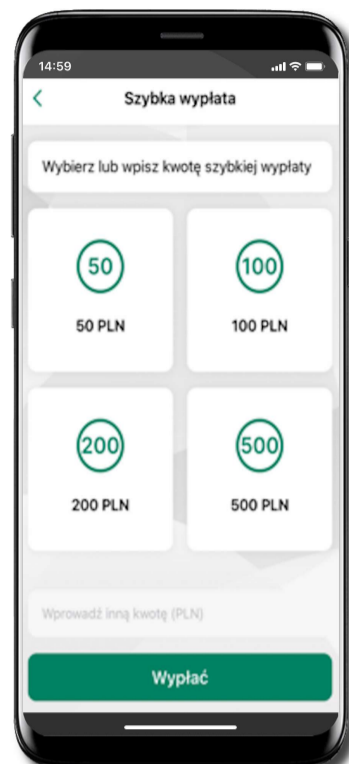 14:59
Szybka wypłata
Wybierz lub wpisz kwotę szybkiej wypłaty
50
100
50 PLN
100 PLN
200
500
200 PLN
500 PLN
Wprowadź inną kwotę (PLN)
Wypłać